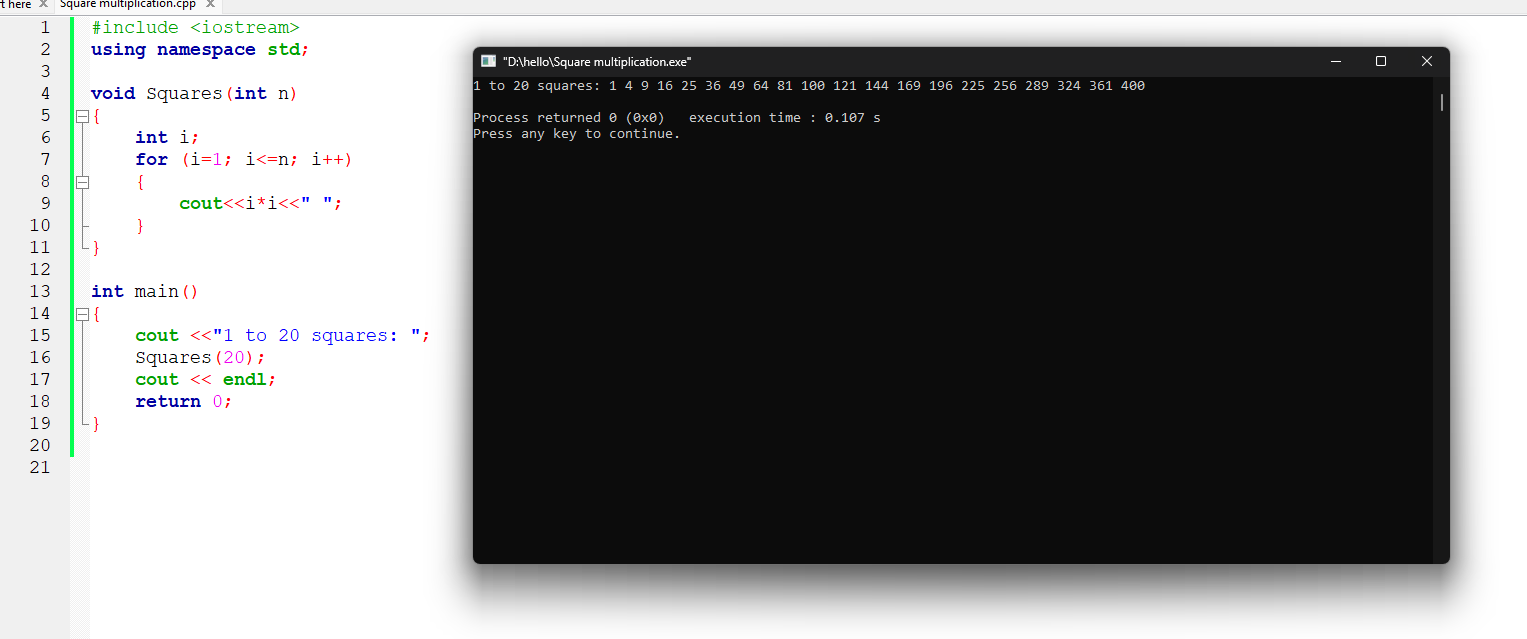 t here X Square multiplication.cpp X
1 #include <iostream>
2 using namespace std;
3
4 void Squares(int n)
5 {
6     int i;
7     for (i=1; i<=n; i++)
8     {
9         cout<<i*i<<" ";
10     }
11 }
12
13 int main()
14 {
15     cout <<"1 to 20 squares: ";
16     Squares(20);
17     cout << endl;
18     return 0;
19 }
20
21
"D:\hello\Square multiplication.exe"
1 to 20 squares: 1 4 9 16 25 36 49 64 81 100 121 144 169 196 225 256 289 324 361 400
Process returned 0 (0x0)   execution time : 0.107 s
Press any key to continue.